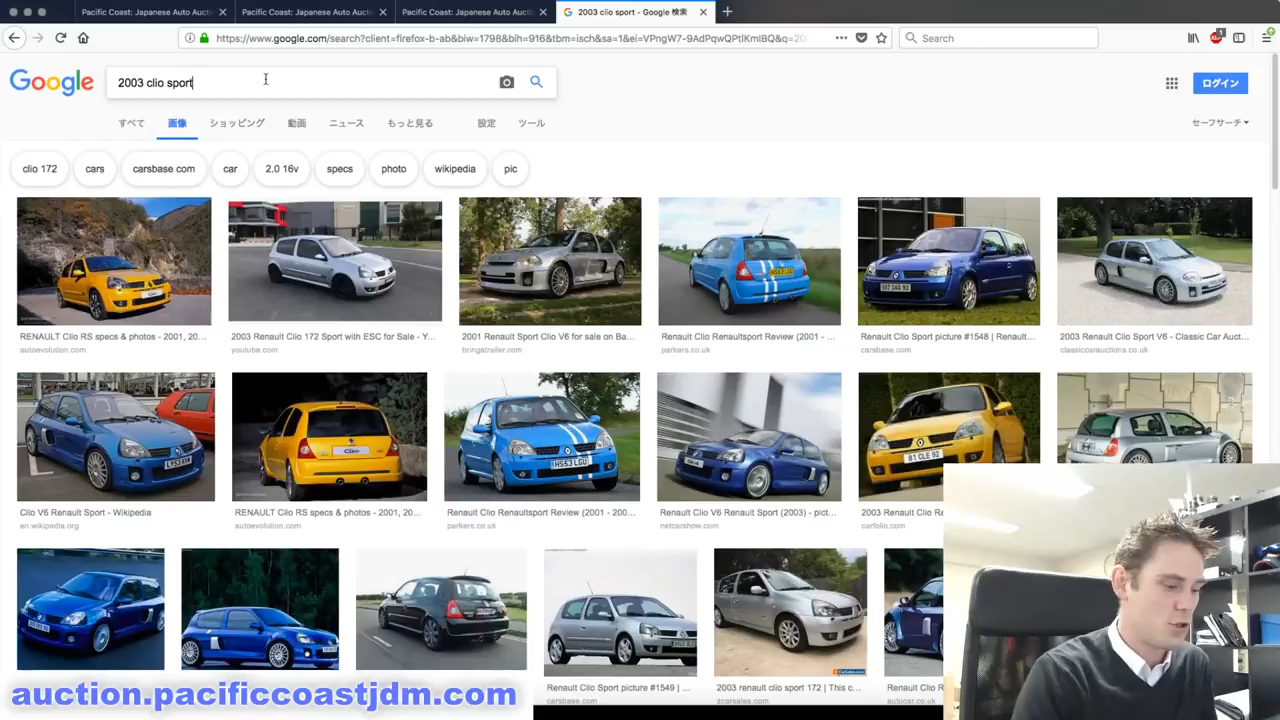 Pacific Coast: Japanese Auto Aucti
Pacific Coast: Japanese Auto Aucti
Pacific Coast: Japanese Auto Aucti
2003 clio sport - Google 検索
https://www.google.com/search?client=firefox-b-ab&biw=1798&bih=916&tbm=isch&sa=1&ei=VPngW7-9AdPqwQPtlKmIBQ&q=20
Search
Google
2003 clio sport
ログイン
すべて
画像
ショッピング
動画
ニュース
もっと見る
設定
ツール
セーフサーチ
clio 172
cars
carsbase com
car
2.0 16v
specs
photo
wikipedia
pic
RENAULT Clio RS specs & photos - 2001, 20...
2003 Renault Clio 172 Sport with ESC for Sale - Y...
2001 Renault Sport Clio V6 for sale on Ba...
Renault Clio Renaultsport Review (2001 - ...
Renault Clio Sport picture #1548 | Renault...
2003 Renault Sport V6 - Classic Car Auct...
autoevolution.com
youtube.com
bringatrailer.com
parkers.co.uk
carsbase.com
classiccarauctions.co.uk
Clio V6 Renault Sport - Wikipedia
RENAULT Clio RS specs & photos - 2001, 20...
Renault Clio Renaultsport Review (2001 - 200...
Renault Clio V6 Renault Sport (2003) - pict...
2003 Renault Clio Re
en.wikipedia.org
autoevolution.com
parkers.co.uk
netcarshow.com
carfolio.com
Renault Clio Sport picture #1549 | ...
2003 renault clio sport 172 | This c...
Renault Clio
carsbase.com
zcarsales.com
autocar.co.uk
auction.pacificcoastjdm.com